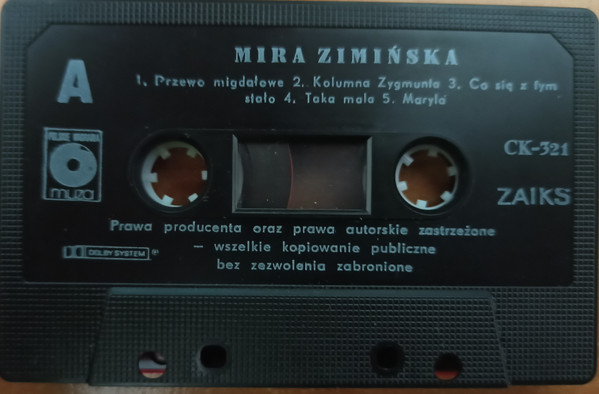 MIRA ZIMIŃSKA
A
1. Przewo migdałowe 2. Kolumna Zygmunta 3. Co się z tym
stało 4. Taka mała 5. Maryla
POLSKIE NAGRANIA
muza
CK-321
ZAIKS
Prawa producenta oraz prawa autorskie zastrzeżone
— wszelkie kopiowanie publiczne
bez zezwolenia zabronione
DOLBY SYSTEM